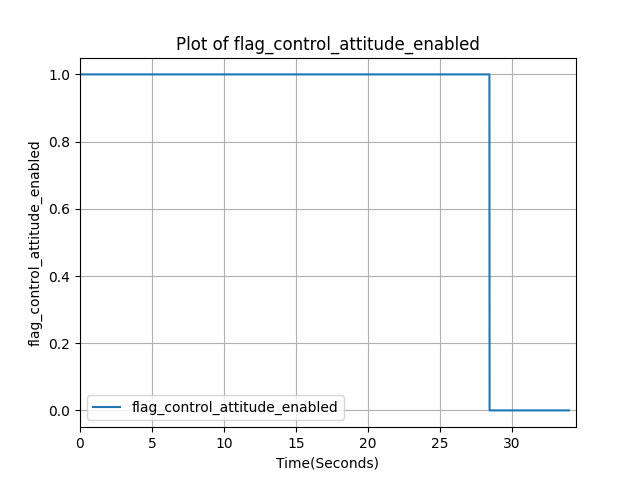 Plot of flag_control_attitude_enabled
flag_control_attitude_enabled
1.0
0.8
0.6
0.4
0.2
0.0
flag_control_attitude_enabled
0 5 10 15 20 25 30
Time(Seconds)